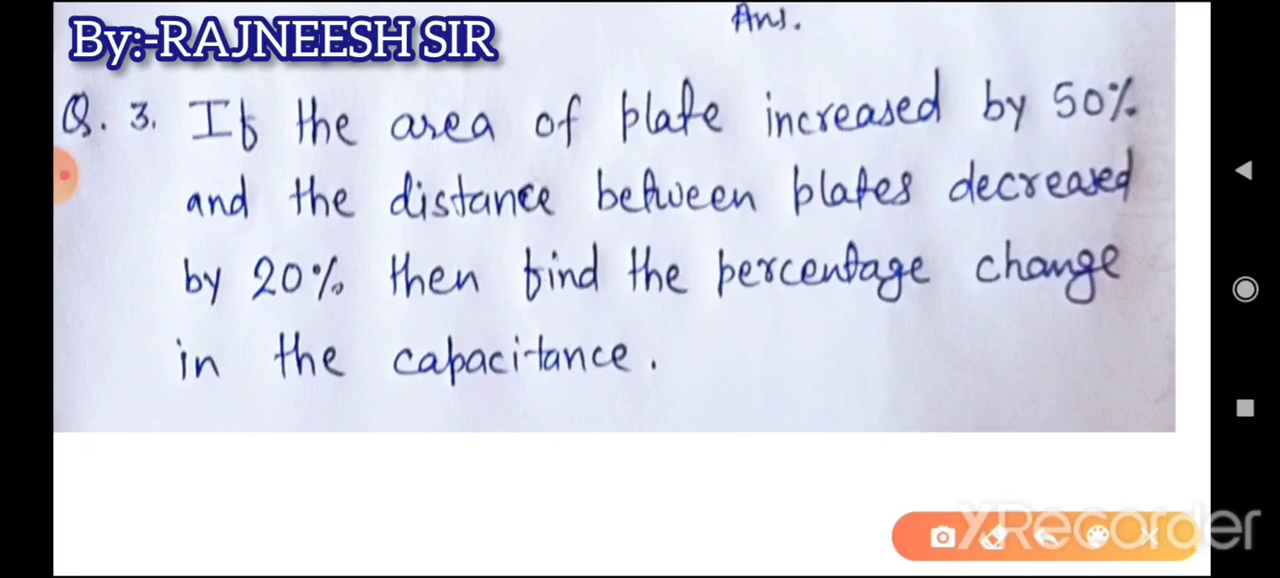 Ans.
By:-RAJNEESH SIR
Q. 3. If the area of plate increased by 50%
and the distance between plates decreased
by 20% then find the percentage change
in the capacitance.
XRecorder